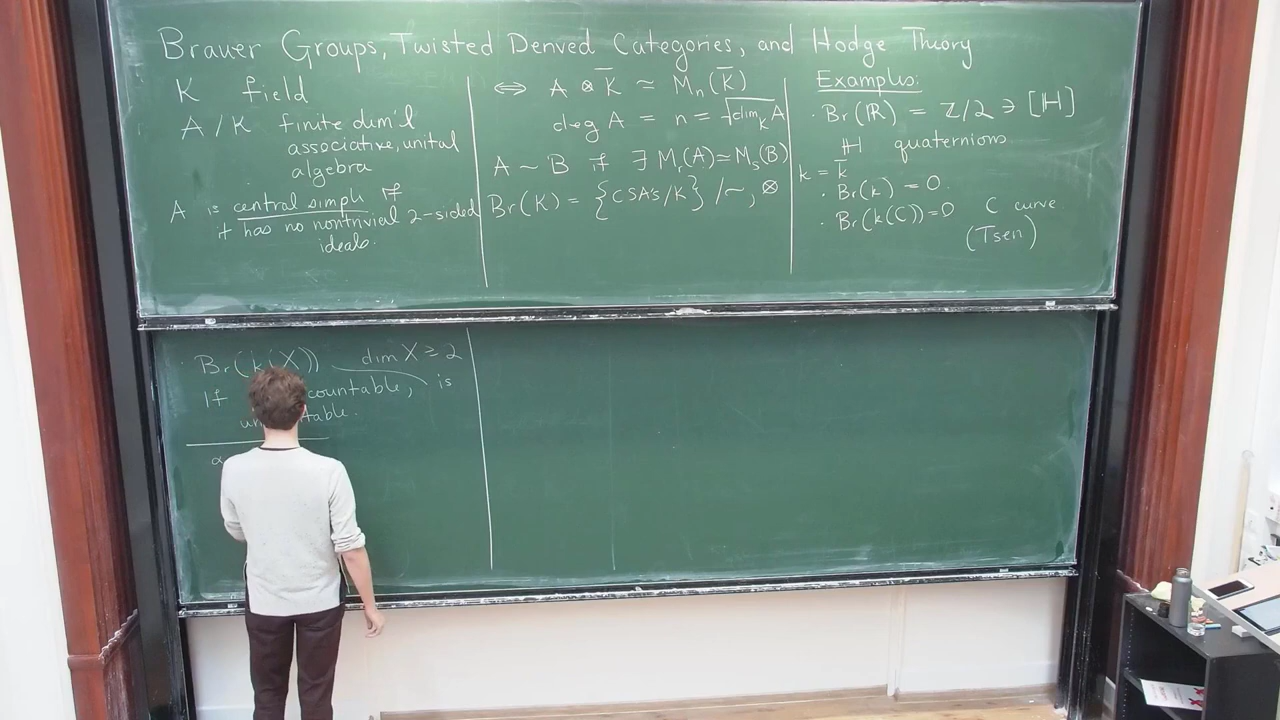 Brauer Groups, Twisted Derived Categories, and Hodge Theory
K field
A/K finite dim'l
associative, unital
algebra
A is central simple if
it has no nontrivial 2-sided
ideals.
⇔ A ⊗ K̅ ≃ Mₙ(K̅)
deg A = n = √dim_K A
A ~ B if ∃ Mᵣ(A) ≃ Mₛ(B)
Br(K) = {CSA's/K} /~, ⊗
Examples:
· Br(ℝ) = Z/2 ∋ [ℍ]
ℍ quaternions
k = k̅
· Br(k) = 0.
· Br(k(C)) = 0 C curve
(Tsen)
· Br(k(X)) dim X ≥ 2
If countable, is
table.
α